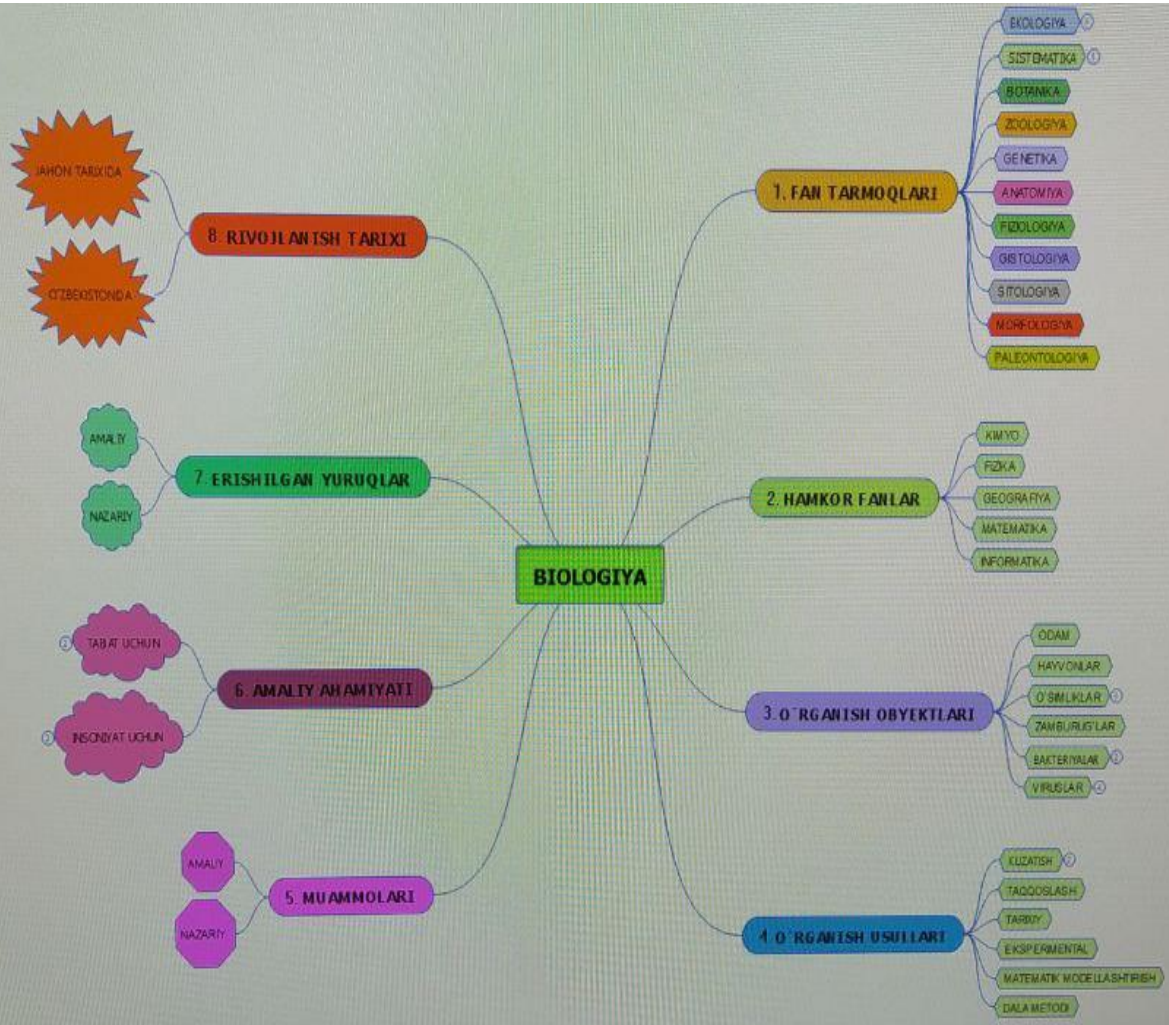 BIOLOGIYA
1. FAN TARMOQLARI
EKOLOGIYA
SISTEMATIKA
BOTANIKA
ZOOLOGIYA
GENETIKA
ANATOMIYA
FIZIOLOGIYA
GISTOLOGIYA
SITOLOGIYA
MORFOLOGIYA
PALEONTOLOGIYA
2. HAMKOR FANLAR
KIMYO
FIZIKA
GEOGRAFIYA
MATEMATIKA
INFORMATIKA
3. O`RGANISH OBYEKTLARI
ODAM
HAYVONLAR
O`SIMLIKLAR
ZAMBURUG'LAR
BAKTERIYALAR
VIRUSLAR
4. O`RGANISH USULLARI
KUZATISH
TAQQOSLASH
TARIXIY
EKSPERIMENTAL
MATEMATIK MODELLASHTIRISH
DALA METODI
5. MUAMMOLARI
AMALIY
NAZARIY
6. AMALIY AHAMIYATI
TABIAT UCHUN
INSONIYAT UCHUN
7. ERISHILGAN YURUQLAR
AMALIY
NAZARIY
8. RIVOJLANISH TARIXI
JAHON TARIXIDA
O'ZBEKISTONDA